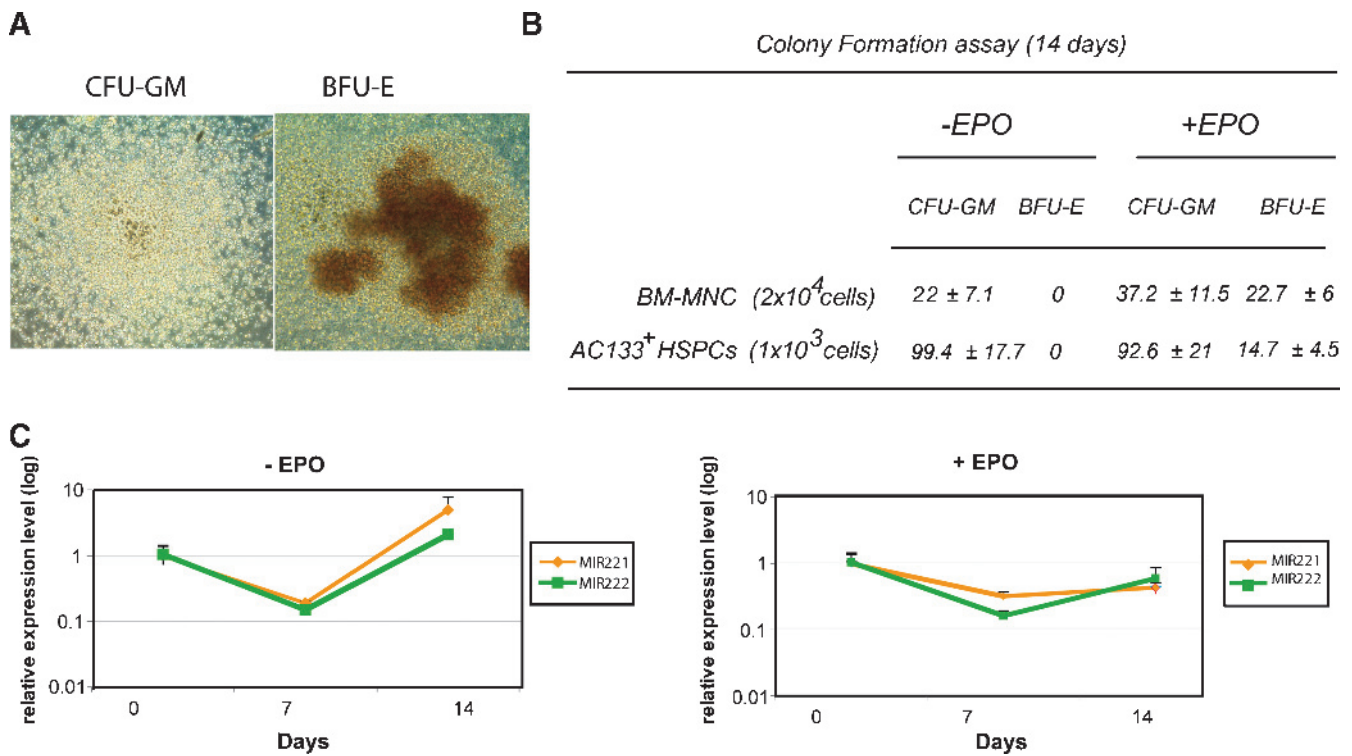 A
CFU-GM BFU-E
B
Colony Formation assay (14 days)
-EPO +EPO
CFU-GM BFU-E CFU-GM BFU-E
BM-MNC (2x10⁴cells) 22 ± 7.1 0 37.2 ± 11.5 22.7 ± 6
AC133⁺HSPCs (1x10³cells) 99.4 ± 17.7 0 92.6 ± 21 14.7 ± 4.5
C
- EPO
relative expression level (log)
10
1
0.1
0.01
0 7 14
Days
MIR221
MIR222
+ EPO
relative expression level (log)
10
1
0.1
0.01
0 7 14
Days
MIR221
MIR222